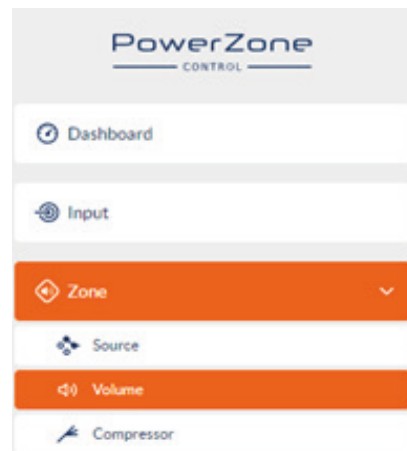 PowerZone
CONTROL
Dashboard
Input
Zone
Source
Volume
Compressor